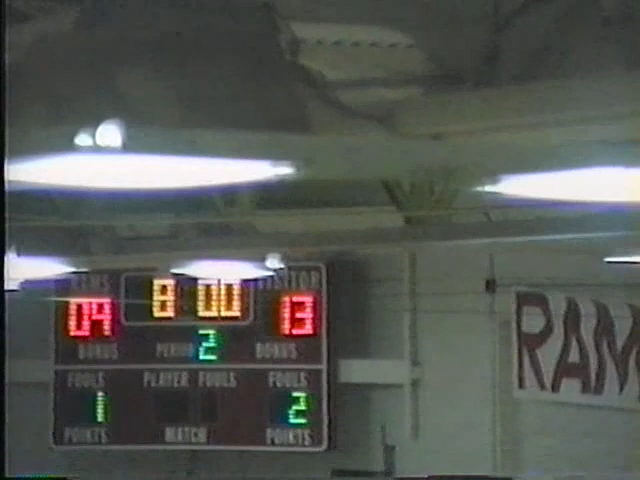 RAMS VISITOR
04 8:00 13
BONUS PERIOD 2 BONUS
FOULS PLAYER FOULS FOULS
1 2
POINTS MATCH POINTS
RAM